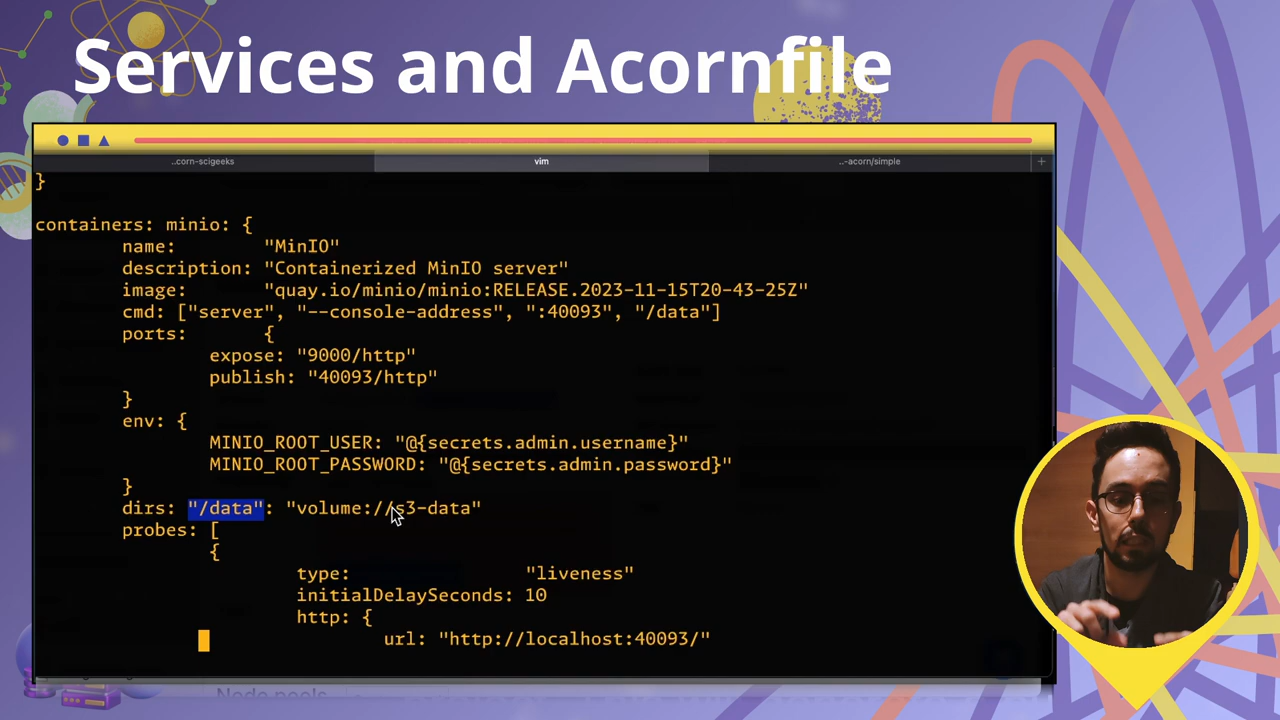 Services and Acornfile
..corn-scigeeks
vim
..-acorn/simple
+
}
containers: minio: {
name: "MinIO"
description: "Containerized MinIO server"
image: "quay.io/minio/minio:RELEASE.2023-11-15T20-43-25Z"
cmd: ["server", "--console-address", ":40093", "/data"]
ports: {
expose: "9000/http"
publish: "40093/http"
}
env: {
MINIO_ROOT_USER: "@{secrets.admin.username}"
MINIO_ROOT_PASSWORD: "@{secrets.admin.password}"
}
dirs: "/data": "volume://s3-data"
probes: [
{
type: "liveness"
initialDelaySeconds: 10
http: {
url: "http://localhost:40093/"
Node pools